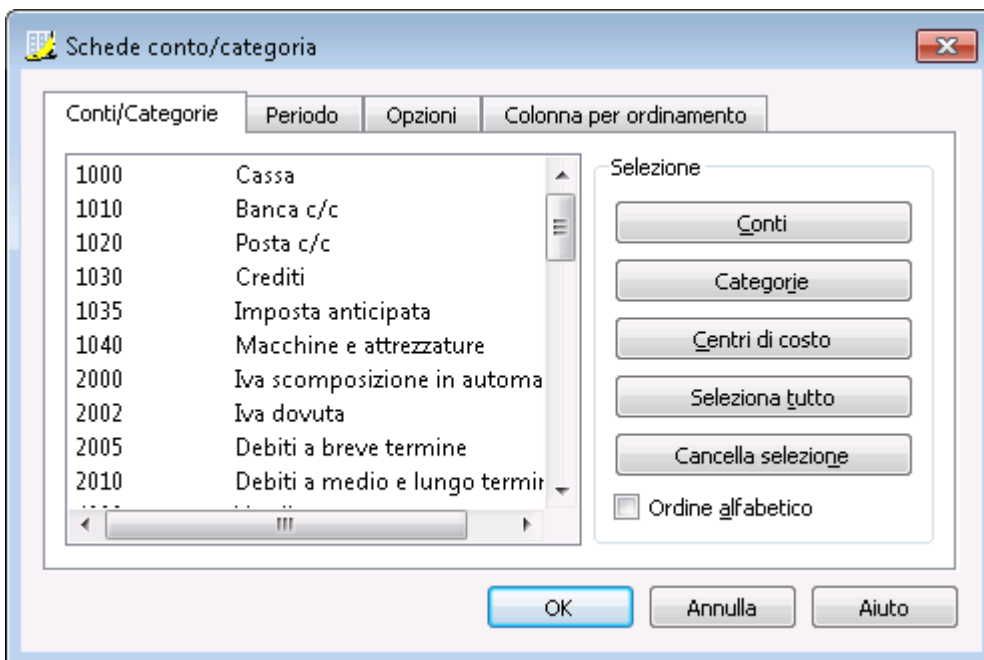 Schede conto/categoria
Conti/Categorie Periodo Opzioni Colonna per ordinamento
1000 Cassa
1010 Banca c/c
1020 Posta c/c
1030 Crediti
1035 Imposta anticipata
1040 Macchine e attrezzature
2000 Iva scomposizione in automa
2002 Iva dovuta
2005 Debiti a breve termine
2010 Debiti a medio e lungo termin
Selezione
Conti
Categorie
Centri di costo
Seleziona tutto
Cancella selezione
Ordine alfabetico
OK Annulla Aiuto